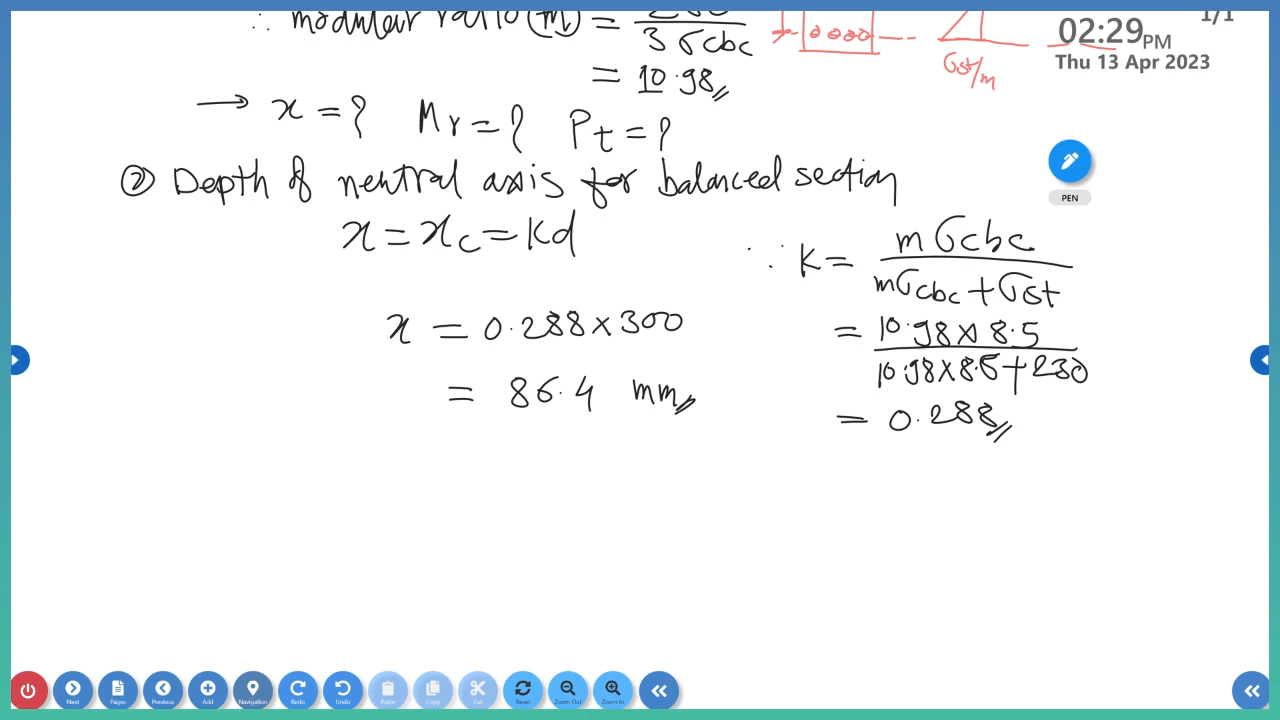 ∴ modular ratio (m) = 280 / 3 σcbc
= 10.98
σst/m
1/1
02:29 PM
Thu 13 Apr 2023
→ x = ? Mr = ? Pt = ?
② Depth of neutral axis for balanced section
PEN
x = xc = Kd
∵ K = mσcbc / mσcbc + σst
x = 0.288 × 300
= 10.98 × 8.5 / 10.98 × 8.5 + 230
= 86.4 mm
= 0.288
Next Pages Previous Add Navigation Redo Undo Paste Copy Cut Reset Zoom Out Zoom In